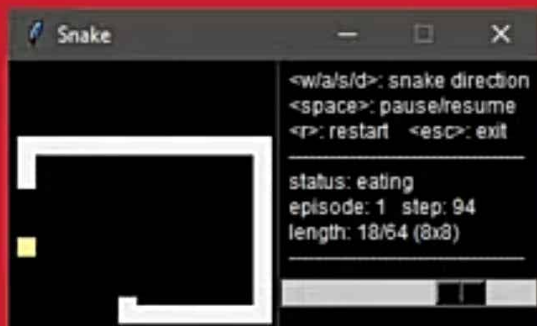 Snake
<w/a/s/d>: snake direction
<space>: pause/resume
<r>: restart <esc>: exit
status: eating
episode: 1 step: 94
length: 18/64 (8x8)